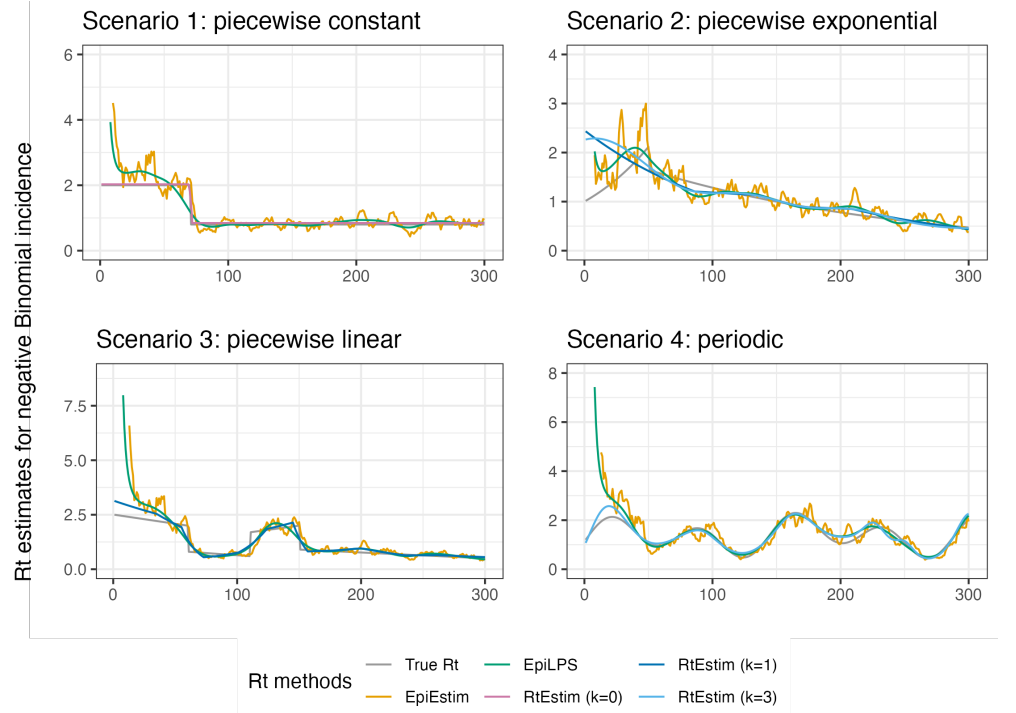 Scenario 1: piecewise constant
6
4
2
0
0 100 200 300
Scenario 2: piecewise exponential
4
3
2
1
0
0 100 200 300
Rt estimates for negative Binomial incidence
Scenario 3: piecewise linear
7.5
5.0
2.5
0.0
0 100 200 300
Scenario 4: periodic
8
6
4
2
0
0 100 200 300
Rt methods
True Rt
EpiEstim
EpiLPS
RtEstim (k=0)
RtEstim (k=1)
RtEstim (k=3)